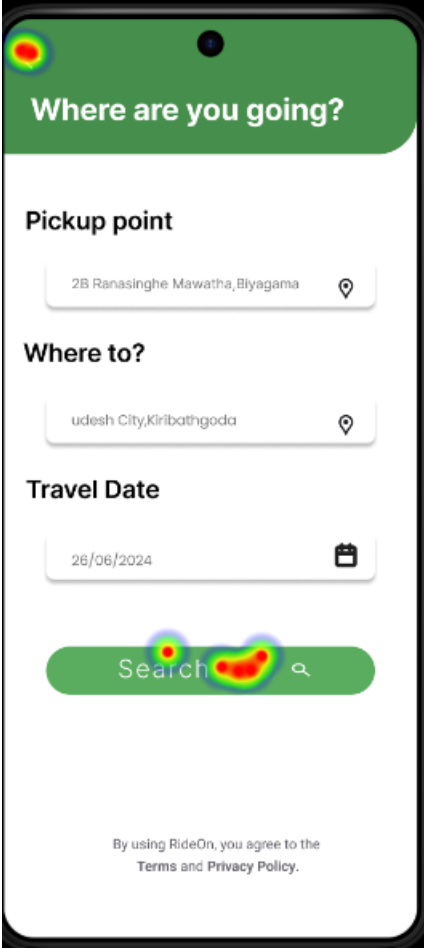 Where are you going?
Pickup point
2B Ranasinghe Mawatha,Biyagama
Where to?
udesh City,Kiribathgoda
Travel Date
26/06/2024
Search
By using RideOn, you agree to the
Terms and Privacy Policy.